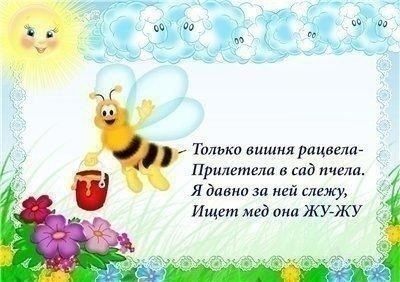 Только вишня рацвела-
Прилетела в сад пчела.
Я давно за ней слежу,
Ищет мед она ЖУ-ЖУ